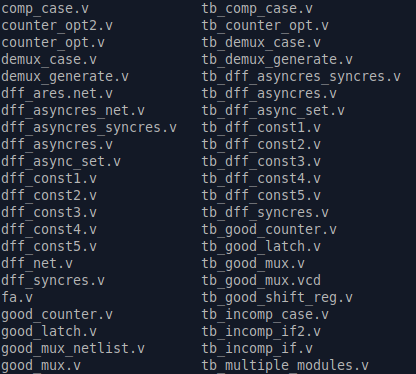 comp_case.v tb_comp_case.v
counter_opt2.v tb_counter_opt.v
counter_opt.v tb_demux_case.v
demux_case.v tb_demux_generate.v
demux_generate.v tb_dff_asyncres_syncres.v
dff_ares.net.v tb_dff_asyncres.v
dff_asyncres_net.v tb_dff_async_set.v
dff_asyncres_syncres.v tb_dff_const1.v
dff_asyncres.v tb_dff_const2.v
dff_async_set.v tb_dff_const3.v
dff_const1.v tb_dff_const4.v
dff_const2.v tb_dff_const5.v
dff_const3.v tb_dff_syncres.v
dff_const4.v tb_good_counter.v
dff_const5.v tb_good_latch.v
dff_net.v tb_good_mux.v
dff_syncres.v tb_good_mux.vcd
fa.v tb_good_shift_reg.v
good_counter.v tb_incomp_case.v
good_latch.v tb_incomp_if2.v
good_mux_netlist.v tb_incomp_if.v
good_mux.v tb_multiple_modules.v